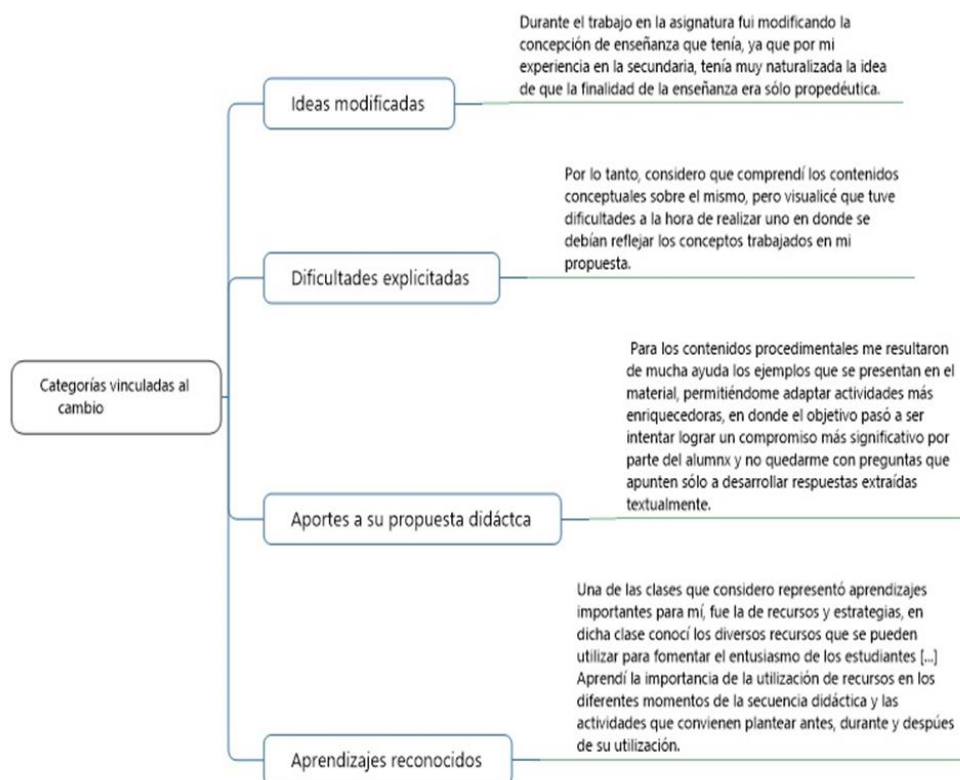 Durante el trabajo en la asignatura fui modificando la
concepción de enseñanza que tenía, ya que por mi
experiencia en la secundaria, tenía muy naturalizada la idea
de que la finalidad de la enseñanza era sólo propedéutica.
Ideas modificadas
Por lo tanto, considero que comprendí los contenidos
conceptuales sobre el mismo, pero visualicé que tuve
dificultades a la hora de realizar uno en donde se
debían reflejar los conceptos trabajados en mi
propuesta.
Dificultades explicitadas
Categorías vinculadas al
cambio
Para los contenidos procedimentales me resultaron
de mucha ayuda los ejemplos que se presentan en el
material, permitiéndome adaptar actividades más
enriquecedoras, en donde el objetivo pasó a ser
intentar lograr un compromiso más significativo por
parte del alumnx y no quedarme con preguntas que
apunten sólo a desarrollar respuestas extraídas
textualmente.
Aportes a su propuesta didáctca
Una de las clases que considero representó aprendizajes
importantes para mí, fue la de recursos y estrategias, en
dicha clase conocí los diversos recursos que se pueden
utilizar para fomentar el entusiasmo de los estudiantes [...]
Aprendí la importancia de la utilización de recursos en los
diferentes momentos de la secuencia didáctica y las
actividades que convienen plantear antes, durante y despúes
de su utilización.
Aprendizajes reconocidos